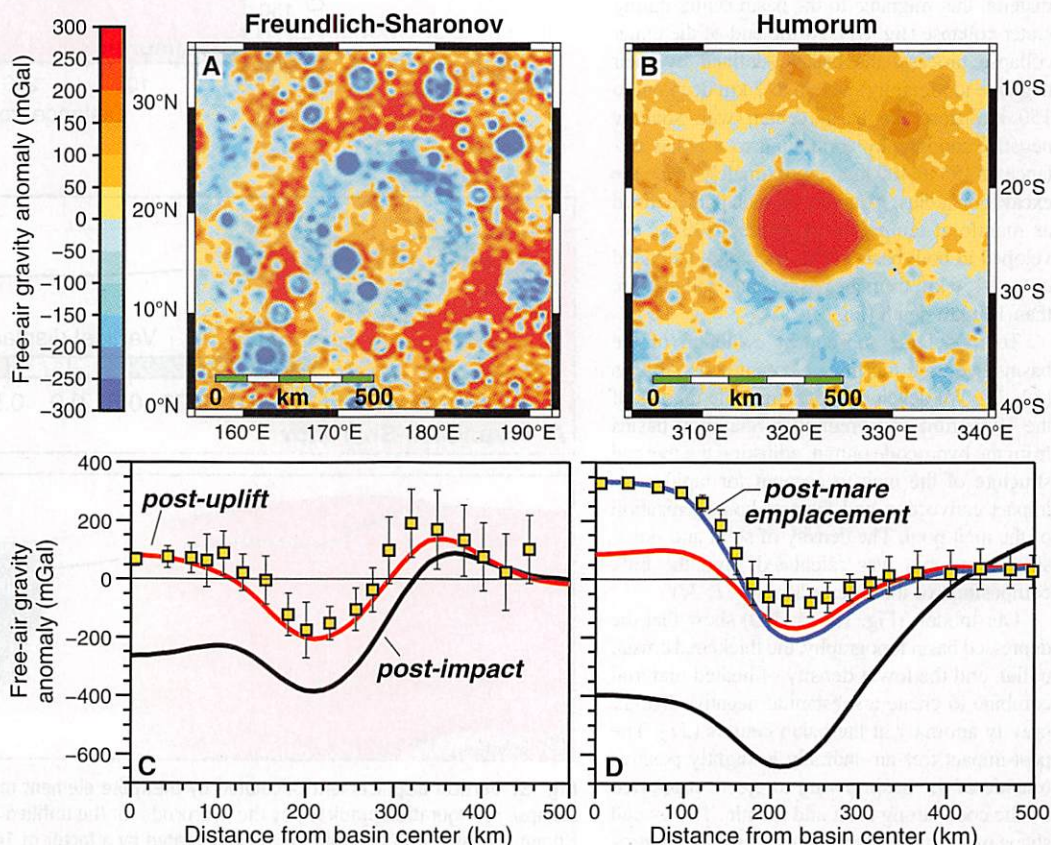 Freundlich-Sharonov
Humorum
Free-air gravity anomaly (mGal)
300
250
200
150
100
50
0
−50
−100
−150
−200
−250
−300
A
30°N
20°N
10°N
0°N
0 km 500
160°E 170°E 180°E 190°E
B
10°S
20°S
30°S
40°S
0 km 500
310°E 320°E 330°E 340°E
Free-air gravity
anomaly (mGal)
400
200
0
−200
−400
−600
post-uplift
post-impact
C
0 100 200 300 400 500
Distance from basin center (km)
post-mare
emplacement
D
0 100 200 300 400 500
Distance from basin center (km)